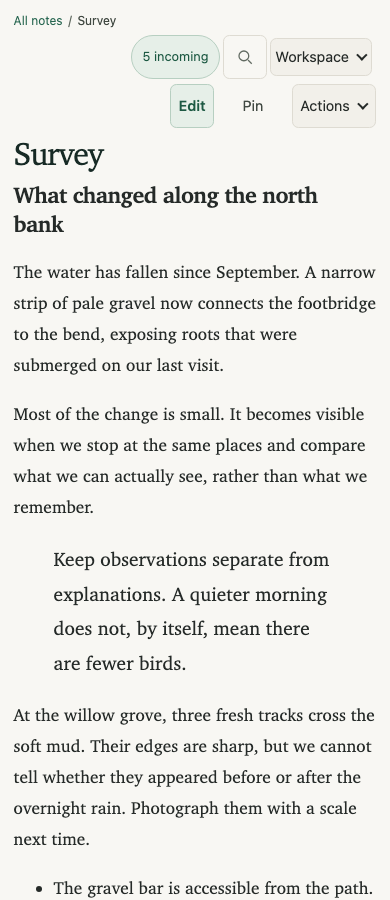 All notes / Survey
5 incoming
Workspace
Edit
Pin
Actions
Survey
What changed along the north
bank
The water has fallen since September. A narrow
strip of pale gravel now connects the footbridge
to the bend, exposing roots that were
submerged on our last visit.
Most of the change is small. It becomes visible
when we stop at the same places and compare
what we can actually see, rather than what we
remember.
Keep observations separate from
explanations. A quieter morning
does not, by itself, mean there
are fewer birds.
At the willow grove, three fresh tracks cross the
soft mud. Their edges are sharp, but we cannot
tell whether they appeared before or after the
overnight rain. Photograph them with a scale
next time.
• The gravel bar is accessible from the path.